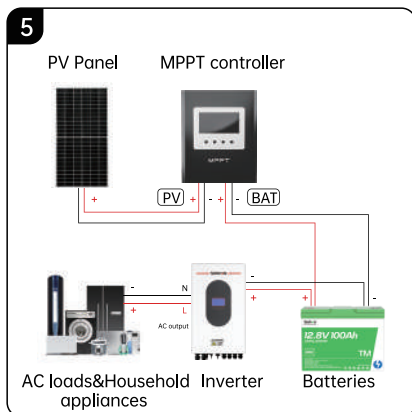 5
PV Panel
MPPT controller
MPPT
+ PV + - + - BAT
- N - -
+ L + +
AC output
12.8V 100Ah
TM
AC loads&Household
appliances
Inverter
Batteries